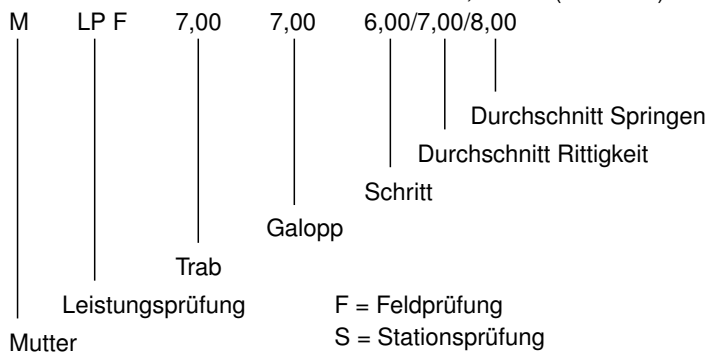 M LP F 7,00 7,00 6,00/7,00/8,00
Durchschnitt Springen
Durchschnitt Rittigkeit
Schritt
Galopp
Trab
Leistungsprüfung F = Feldprüfung
Mutter S = Stationsprüfung